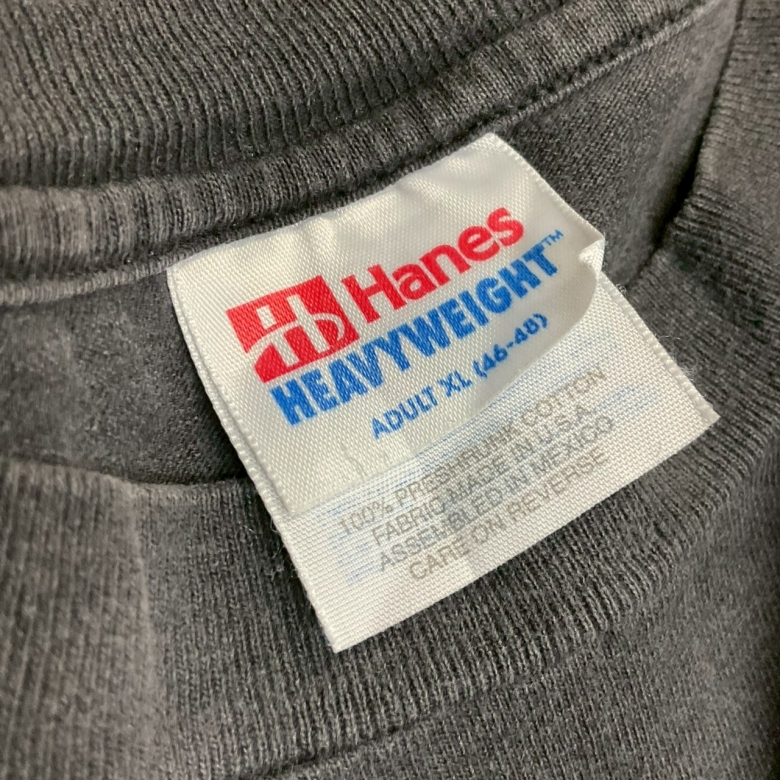 Hanes
HEAVYWEIGHT™
ADULT XL (46-48)
100% PRESHRUNK COTTON
FABRIC MADE IN U.S.A.
ASSEMBLED IN MEXICO
CARE ON REVERSE